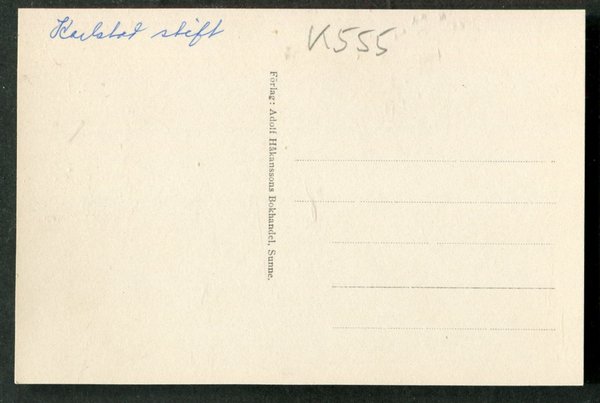 Karlstad stift
K555
Förlag: Adolf Håkanssons Bokhandel, Sunne.